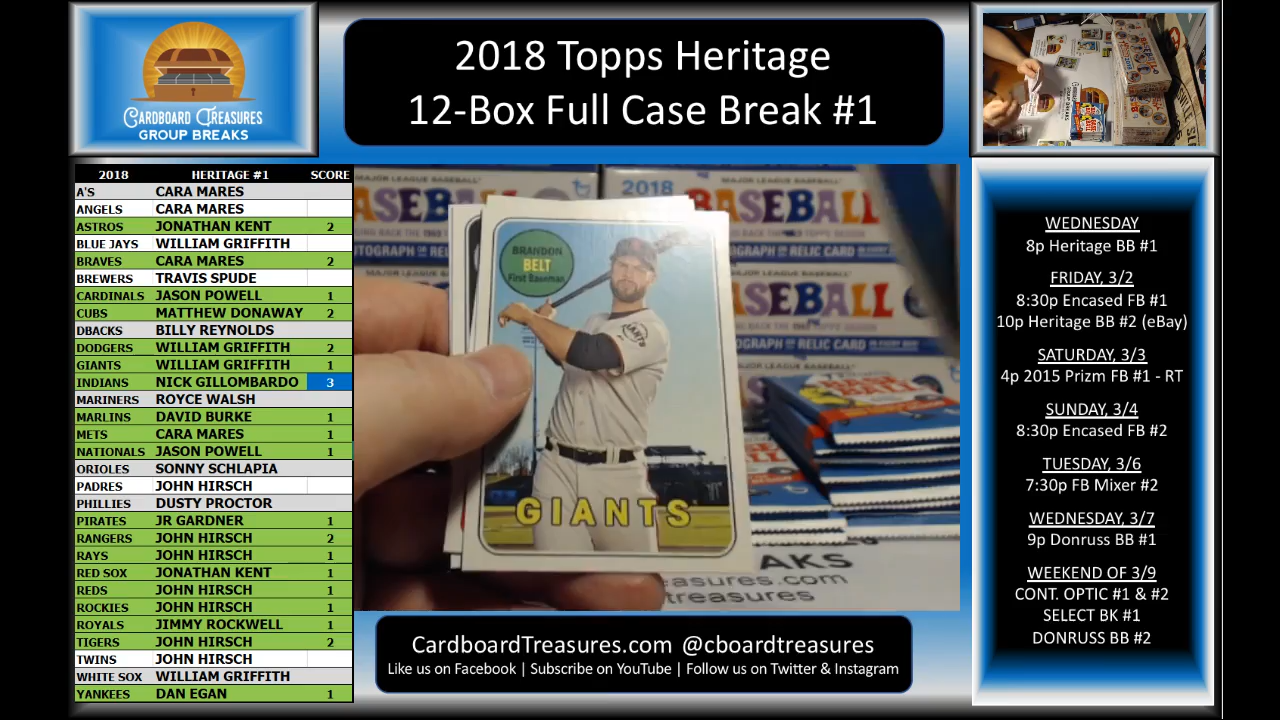 CARDBOARD TREASURES
GROUP BREAKS
2018 Topps Heritage
12-Box Full Case Break #1
2018 HERITAGE #1 SCORE
A'S CARA MARES
ANGELS CARA MARES
ASTROS JONATHAN KENT 2
BLUE JAYS WILLIAM GRIFFITH
BRAVES CARA MARES 2
BREWERS TRAVIS SPUDE
CARDINALS JASON POWELL 1
CUBS MATTHEW DONAWAY 2
DBACKS BILLY REYNOLDS
DODGERS WILLIAM GRIFFITH 2
GIANTS WILLIAM GRIFFITH 1
INDIANS NICK GILLOMBARDO 3
MARINERS ROYCE WALSH
MARLINS DAVID BURKE 1
METS CARA MARES 1
NATIONALS JASON POWELL 1
ORIOLES SONNY SCHLAPIA
PADRES JOHN HIRSCH
PHILLIES DUSTY PROCTOR
PIRATES JR GARDNER 1
RANGERS JOHN HIRSCH 2
RAYS JOHN HIRSCH 1
RED SOX JONATHAN KENT 1
REDS JOHN HIRSCH 1
ROCKIES JOHN HIRSCH 1
ROYALS JIMMY ROCKWELL 1
TIGERS JOHN HIRSCH 2
TWINS JOHN HIRSCH
WHITE SOX WILLIAM GRIFFITH
YANKEES DAN EGAN 1
MAJOR LEAGUE BASEBALL
2018
BASEBALL
BRANDON
BELT
First Baseman
GIANTS
GIANTS
AKS
easures.com
treasures
WEDNESDAY
8p Heritage BB #1
FRIDAY, 3/2
8:30p Encased FB #1
10p Heritage BB #2 (eBay)
SATURDAY, 3/3
4p 2015 Prizm FB #1 - RT
SUNDAY, 3/4
8:30p Encased FB #2
TUESDAY, 3/6
7:30p FB Mixer #2
WEDNESDAY, 3/7
9p Donruss BB #1
WEEKEND OF 3/9
CONT. OPTIC #1 & #2
SELECT BK #1
DONRUSS BB #2
CardboardTreasures.com @cboardtreasures
Like us on Facebook | Subscribe on YouTube | Follow us on Twitter & Instagram